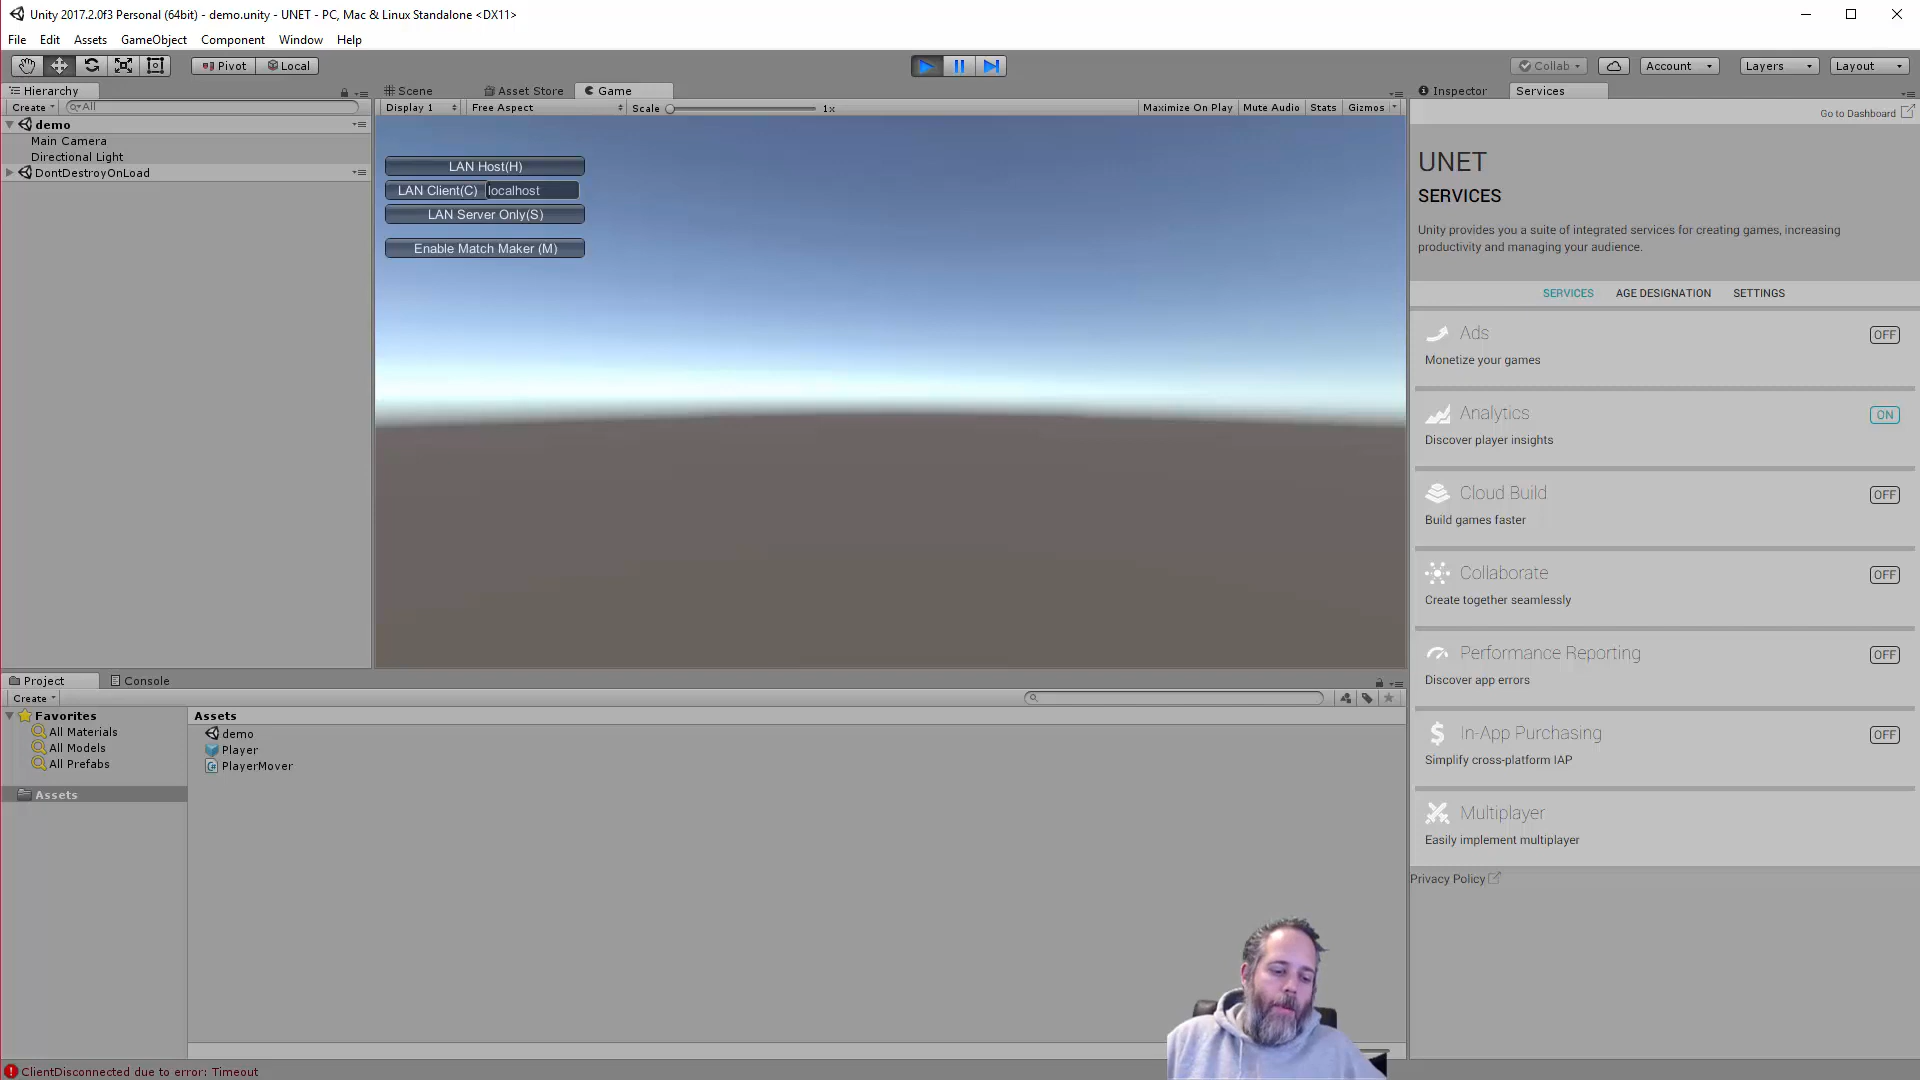 Unity 2017.2.0f3 Personal (64bit) - demo.unity - UNET - PC, Mac & Linux Standalone <DX11>
File Edit Assets GameObject Component Window Help
Pivot Local Collab Account Layers Layout
Hierarchy
Create All
demo
Main Camera
Directional Light
DontDestroyOnLoad
Scene Asset Store Game
Display 1 Free Aspect Scale 1x Maximize On Play Mute Audio Stats Gizmos
LAN Host(H)
LAN Client(C) localhost
LAN Server Only(S)
Enable Match Maker (M)
Inspector Services
Go to Dashboard
UNET
SERVICES
Unity provides you a suite of integrated services for creating games, increasing
productivity and managing your audience.
SERVICES AGE DESIGNATION SETTINGS
Ads OFF
Monetize your games
Analytics ON
Discover player insights
Cloud Build OFF
Build games faster
Collaborate OFF
Create together seamlessly
Performance Reporting OFF
Discover app errors
In-App Purchasing OFF
Simplify cross-platform IAP
Multiplayer
Easily implement multiplayer
Privacy Policy
Project Console
Create
Favorites
All Materials
All Models
All Prefabs
Assets
Assets
demo
Player
PlayerMover
ClientDisconnected due to error: Timeout